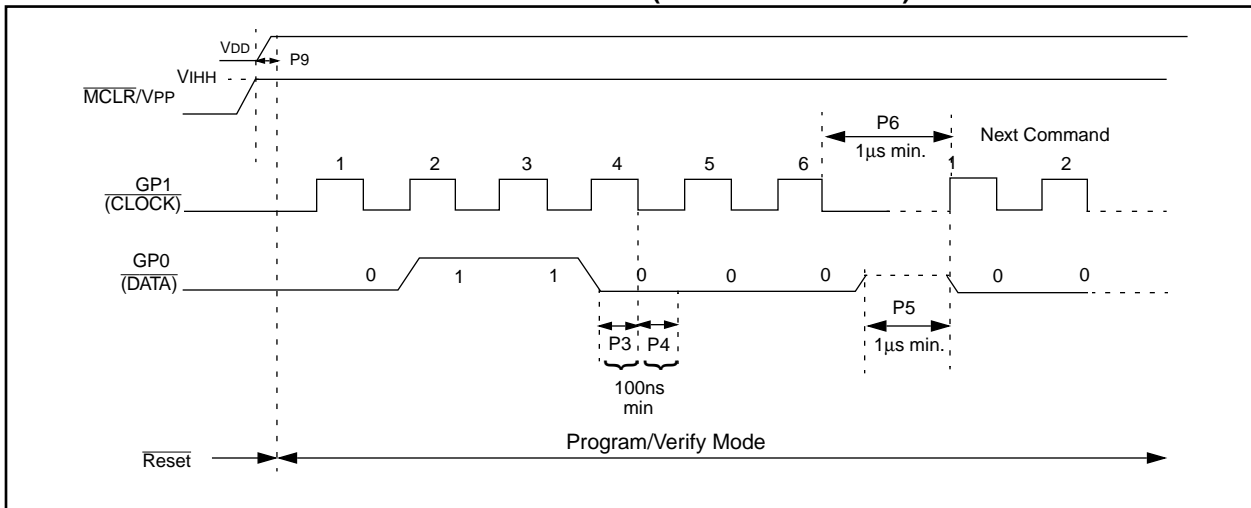 VDD
P9
VIHH
MCLR/VPP
P6
1µs min.
Next Command
1 2 3 4 5 6 1 2
GP1
(CLOCK)
GP0
(DATA)
0 1 1 0 0 0 0 0
P5
1µs min.
P3 P4
100ns
min
Program/Verify Mode
Reset